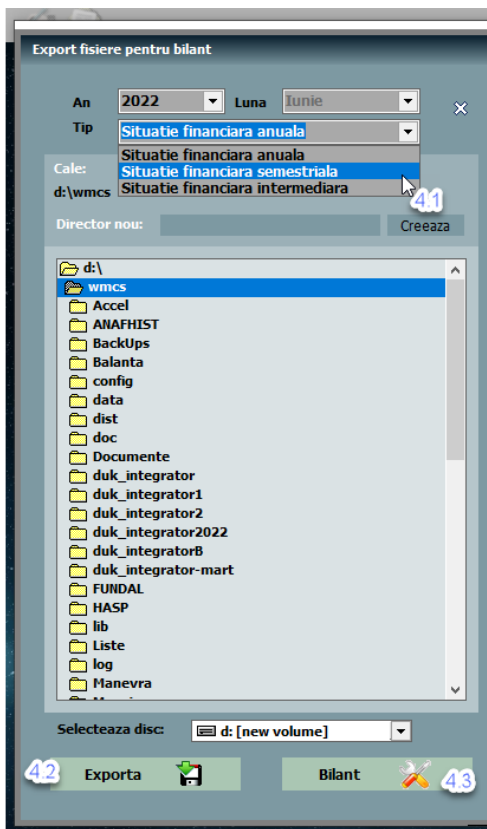 Export fisiere pentru bilant
An 2022 Luna Iunie
Tip Situatie financiara anuala
Situatie financiara anuala
Cale: Situatie financiara semestriala
d:\wmcs Situatie financiara intermediara
4.1
Director nou: Creeaza
d:\
wmcs
Accel
ANAFHIST
BackUps
Balanta
config
data
dist
doc
Documente
duk_integrator
duk_integrator1
duk_integrator2
duk_integrator2022
duk_integratorB
duk_integrator-mart
FUNDAL
HASP
lib
Liste
log
Manevra
Selecteaza disc: d: [new volume]
4.2 Exporta Bilant 4.3